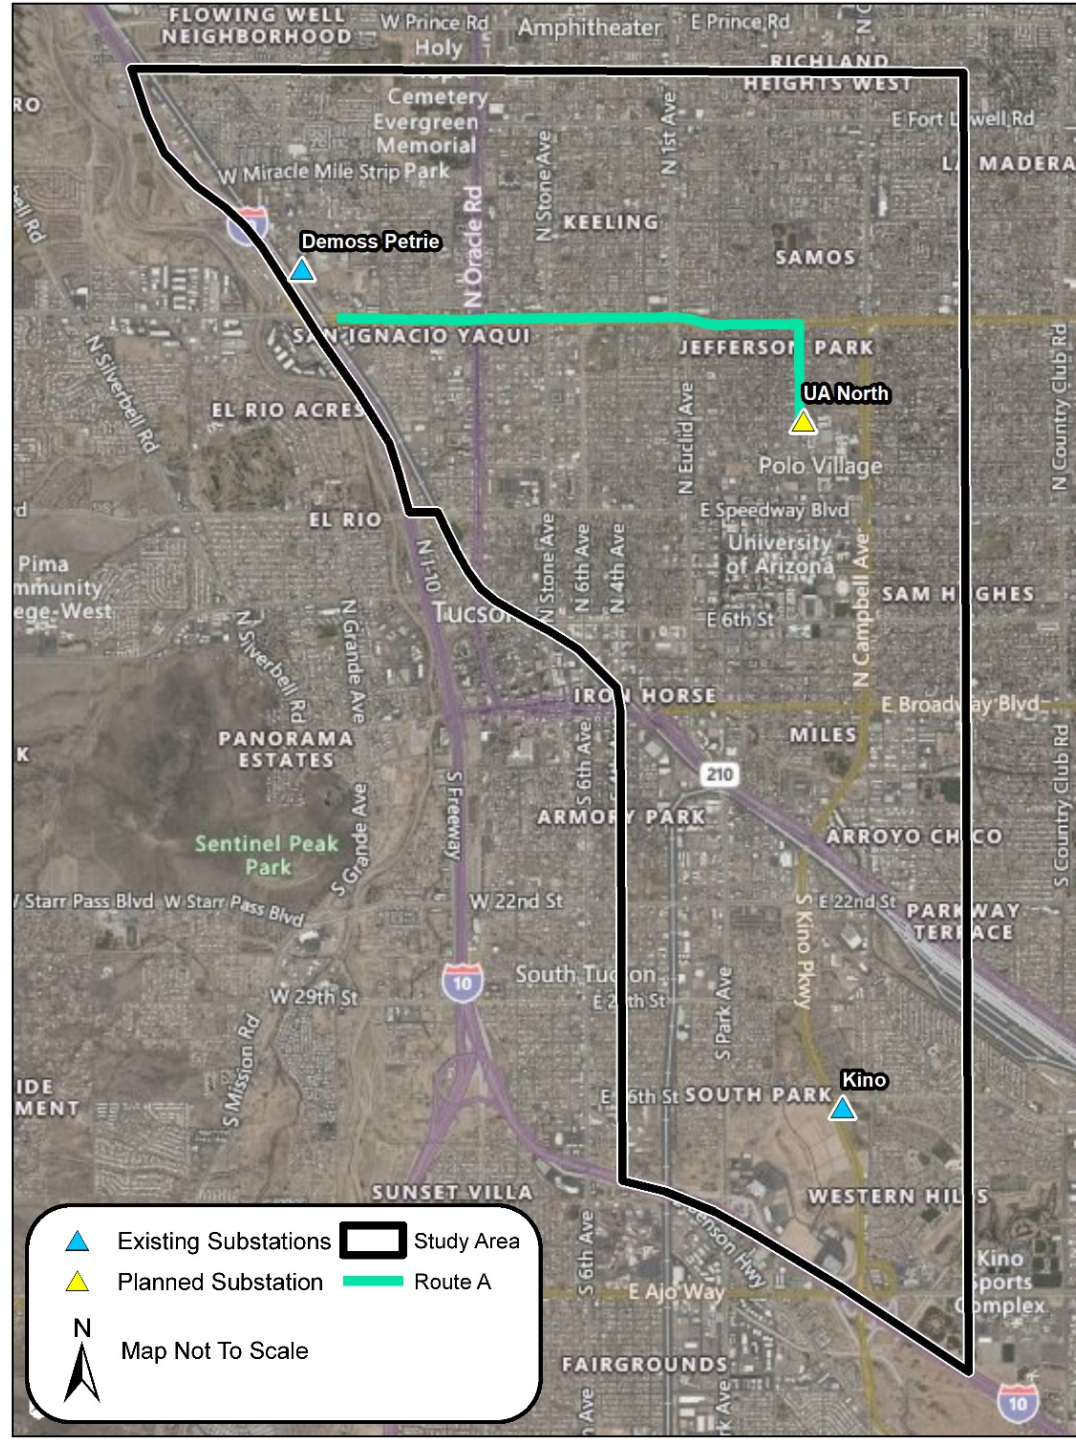 FLOWING WELL
NEIGHBORHOOD
W Prince Rd
Amphitheater
E Prince Rd
Holy
Hope
Cemetery
Evergreen
Memorial
Park
RICHLAND
HEIGHTS WEST
E Fort Lowell Rd
LA MADERA
N 1st Ave
N Stone Ave
W Miracle Mile Strip
KEELING
N Oracle Rd
SAMOS
Demoss Petrie
SAN IGNACIO YAQUI
JEFFERSON PARK
N Silverbell Rd
EL RIO ACRES
N Euclid Ave
UA North
N Country Club Rd
Polo Village
E Speedway Blvd
EL RIO
University
of Arizona
N I-10
N Stone Ave
N 6th Ave
N 4th Ave
Pima
mmunity
ege-West
Tucson
E 6th St
N Campbell Ave
SAM HUGHES
N Silverbell Rd
N Grande Ave
IRON HORSE
E Broadway Blvd
PANORAMA
ESTATES
MILES
S 6th Ave
S Freeway
210
S Country Club Rd
ARMORY PARK
ARROYO CHICO
Sentinel Peak
Park
S Grande Ave
W Starr Pass Blvd
W Starr Pass Blvd
W 22nd St
E 22nd St
PARKWAY
TERRACE
S Kino Pkwy
South Tucson
10
W 29th St
S Park Ave
S Mission Rd
IDE
MENT
SOUTH PARK
Kino
SUNSET VILLA
WESTERN HILLS
S 6th Ave
E Benson Hwy
E Ajo Way
Kino
Sports
Complex
FAIRGROUNDS
10
Existing Substations
Study Area
Planned Substation
Route A
N
Map Not To Scale